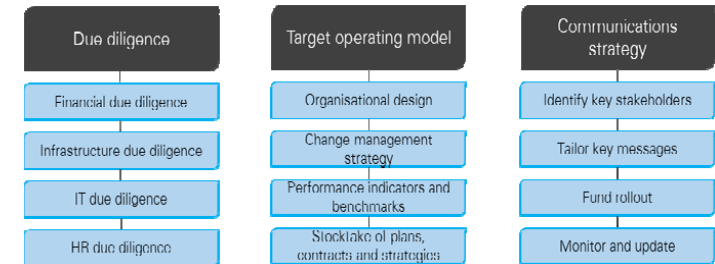 Due diligence
Financial due diligence
Infrastructure due diligence
IT due diligence
HR due diligence
Target operating model
Organisational design
Change management
strategy
Performance indicators and
benchmarks
Stocktake of plans,
contracts and strategies
Communications
strategy
Identify key stakeholders
Tailor key messages
Fund rollout
Monitor and update